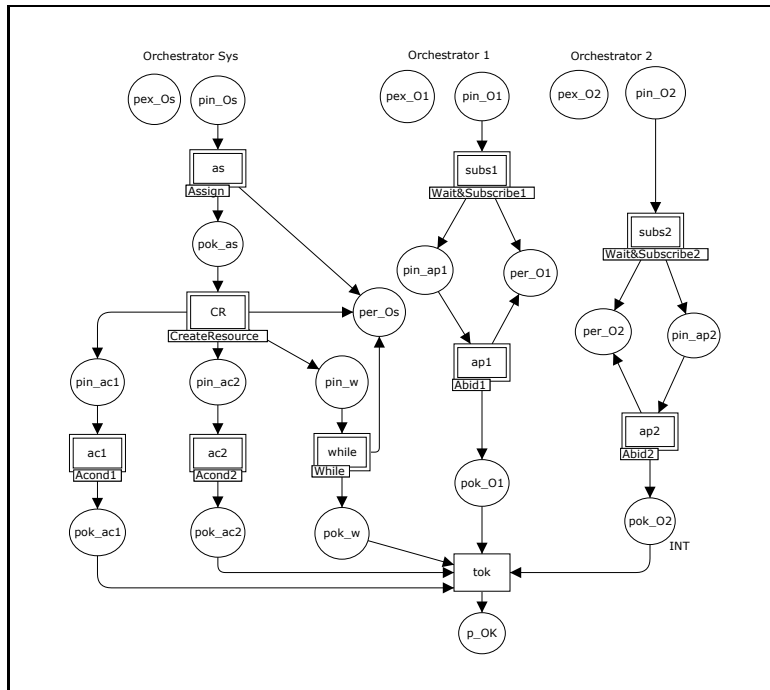 Orchestrator Sys
Orchestrator 1
Orchestrator 2
pex_Os
pin_Os
pex_O1
pin_O1
pex_O2
pin_O2
as
Assign
subs1
Wait&Subscribe1
pok_as
subs2
Wait&Subscribe2
pin_ap1
per_O1
CR
CreateResource
per_Os
per_O2
pin_ap2
ap1
Abid1
pin_ac1
pin_ac2
pin_w
ap2
Abid2
ac1
Acond1
ac2
Acond2
while
While
pok_O1
pok_ac1
pok_ac2
pok_w
pok_O2
INT
tok
p_OK